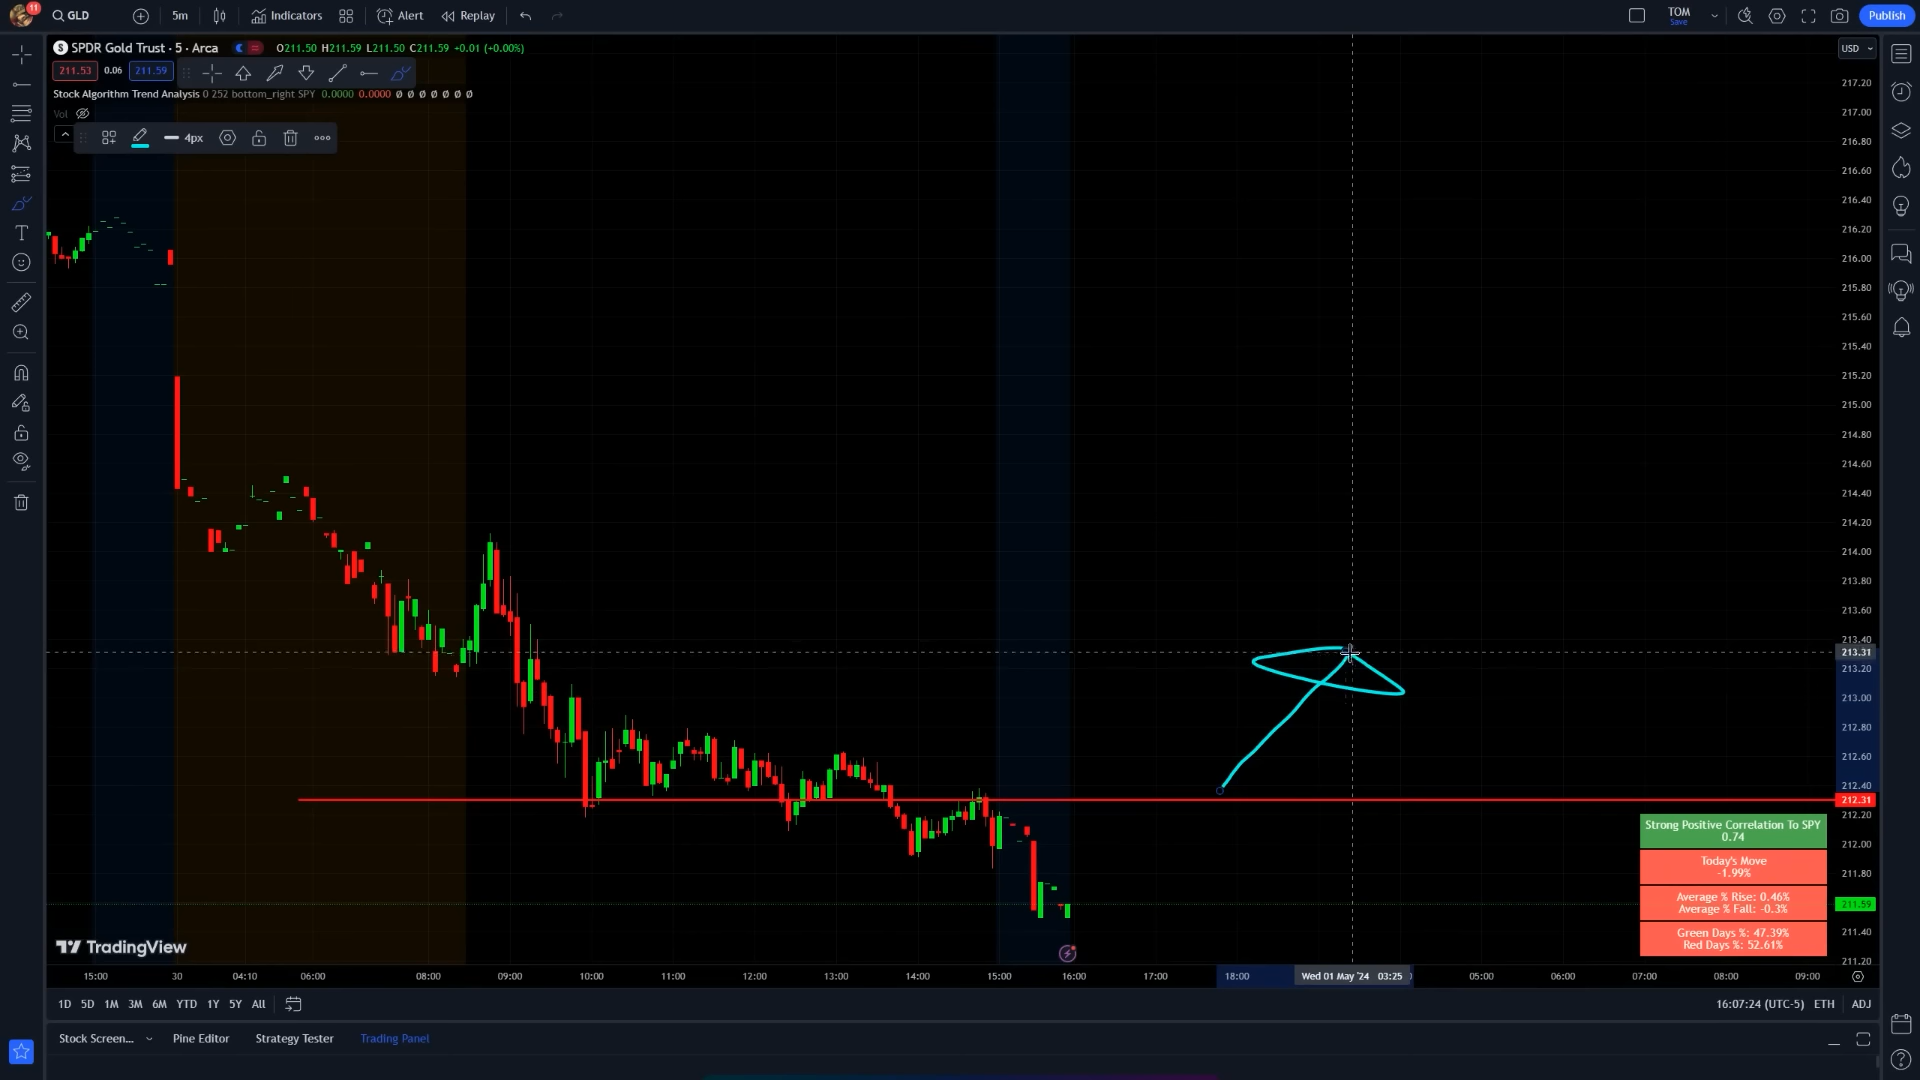 11
GLD
5m
Indicators
Alert
Replay
TOM
Save
Publish
SPDR Gold Trust · 5 · Arca
O211.50 H211.59 L211.50 C211.59 +0.01 (+0.00%)
USD
211.53 0.06 211.59
Stock Algorithm Trend Analysis 0 252 bottom_right SPY 0.0000 0.0000 Ø Ø Ø Ø Ø Ø Ø
Vol
4px
217.20
217.00
216.80
216.60
216.40
216.20
216.00
215.80
215.60
215.40
215.20
215.00
214.80
214.60
214.40
214.20
214.00
213.80
213.60
213.40
213.31
213.20
213.00
212.80
212.60
212.40
212.31
212.20
212.00
211.80
211.59
211.40
211.20
Strong Positive Correlation To SPY
0.74
Today's Move
-1.99%
Average % Rise: 0.46%
Average % Fall: -0.3%
Green Days %: 47.39%
Red Days %: 52.61%
TradingView
15:00 30 04:10 06:00 08:00 09:00 10:00 11:00 12:00 13:00 14:00 15:00 16:00 17:00 18:00 Wed 01 May '24 03:25 05:00 06:00 07:00 08:00 09:00
1D 5D 1M 3M 6M YTD 1Y 5Y All
16:07:24 (UTC-5) ETH ADJ
Stock Screen... Pine Editor Strategy Tester Trading Panel